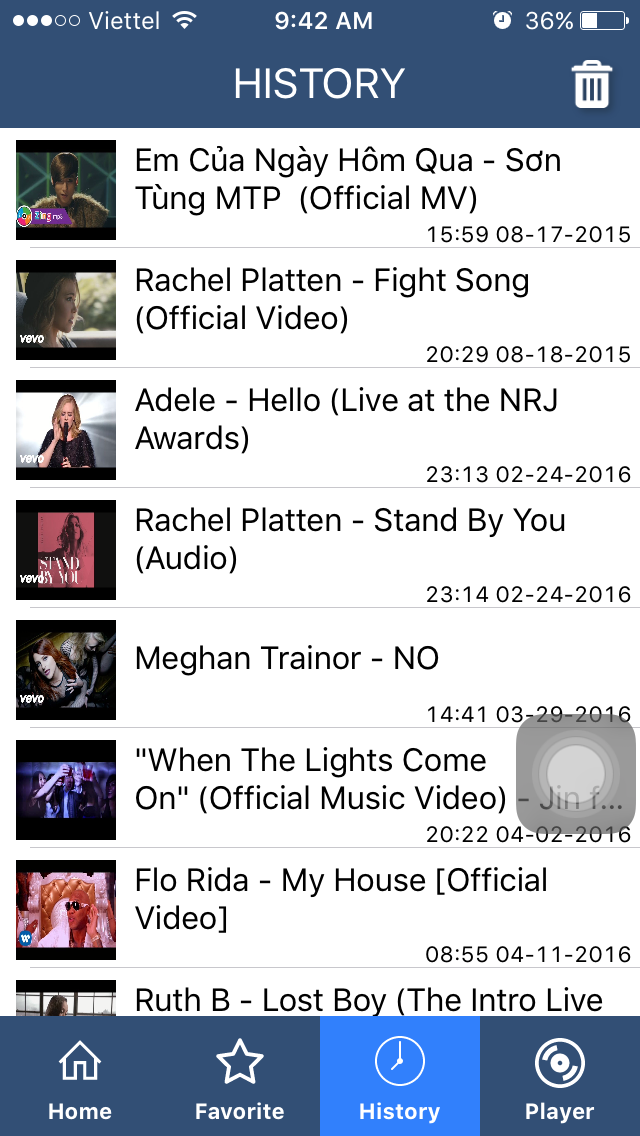 Viettel 9:42 AM 36%
HISTORY
Em Của Ngày Hôm Qua - Sơn
Tùng MTP (Official MV)
15:59 08-17-2015
Rachel Platten - Fight Song
(Official Video)
vevo
20:29 08-18-2015
Adele - Hello (Live at the NRJ
Awards)
vevo
23:13 02-24-2016
Rachel Platten - Stand By You
(Audio)
STAND
BY YOU
vevo
23:14 02-24-2016
Meghan Trainor - NO
vevo
14:41 03-29-2016
"When The Lights Come
On" (Official Music Video) - Jin f...
20:22 04-02-2016
Flo Rida - My House [Official
Video]
08:55 04-11-2016
Ruth B - Lost Boy (The Intro Live
Home Favorite History Player